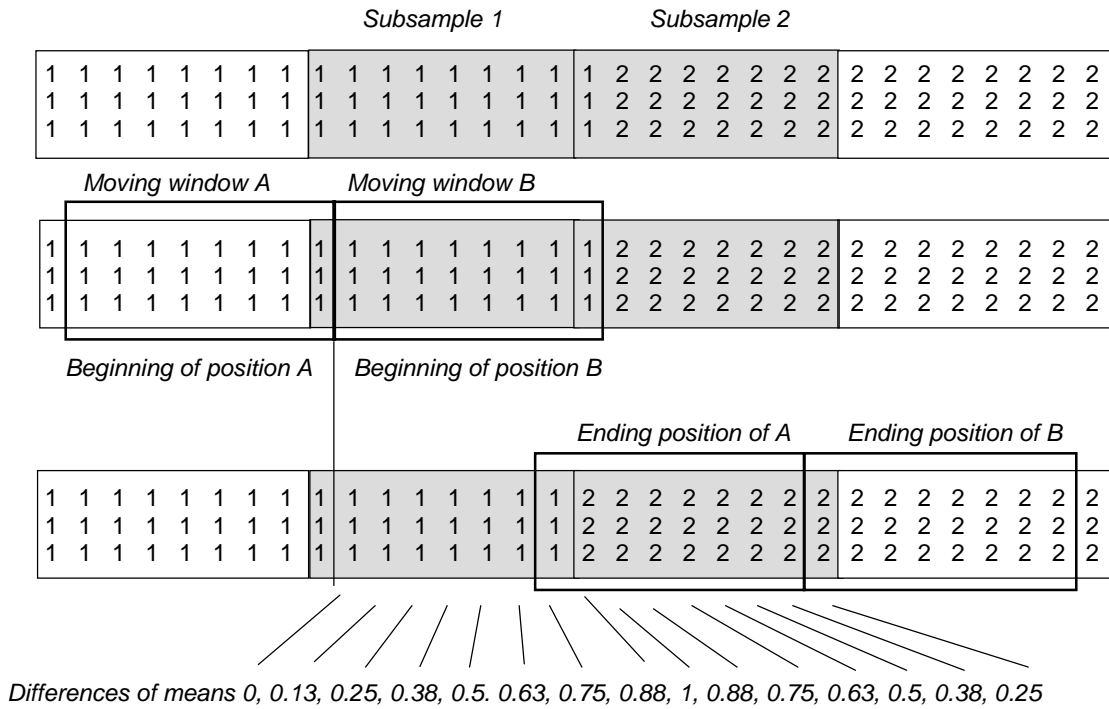 Subsample 1 Subsample 2
1 1 1 1 1 1 1 1 1 1 1 1 1 1 1 1 1 2 2 2 2 2 2 2 2 2 2 2 2 2 2 2
1 1 1 1 1 1 1 1 1 1 1 1 1 1 1 1 1 2 2 2 2 2 2 2 2 2 2 2 2 2 2 2
1 1 1 1 1 1 1 1 1 1 1 1 1 1 1 1 1 2 2 2 2 2 2 2 2 2 2 2 2 2 2 2
Moving window A Moving window B
1 1 1 1 1 1 1 1 1 1 1 1 1 1 1 1 1 2 2 2 2 2 2 2 2 2 2 2 2 2 2 2
1 1 1 1 1 1 1 1 1 1 1 1 1 1 1 1 1 2 2 2 2 2 2 2 2 2 2 2 2 2 2 2
1 1 1 1 1 1 1 1 1 1 1 1 1 1 1 1 1 2 2 2 2 2 2 2 2 2 2 2 2 2 2 2
Beginning of position A Beginning of position B
Ending position of A Ending position of B
1 1 1 1 1 1 1 1 1 1 1 1 1 1 1 1 2 2 2 2 2 2 2 2 2 2 2 2 2 2 2 2
1 1 1 1 1 1 1 1 1 1 1 1 1 1 1 1 2 2 2 2 2 2 2 2 2 2 2 2 2 2 2 2
1 1 1 1 1 1 1 1 1 1 1 1 1 1 1 1 2 2 2 2 2 2 2 2 2 2 2 2 2 2 2 2
Differences of means 0, 0.13, 0.25, 0.38, 0.5. 0.63, 0.75, 0.88, 1, 0.88, 0.75, 0.63, 0.5, 0.38, 0.25